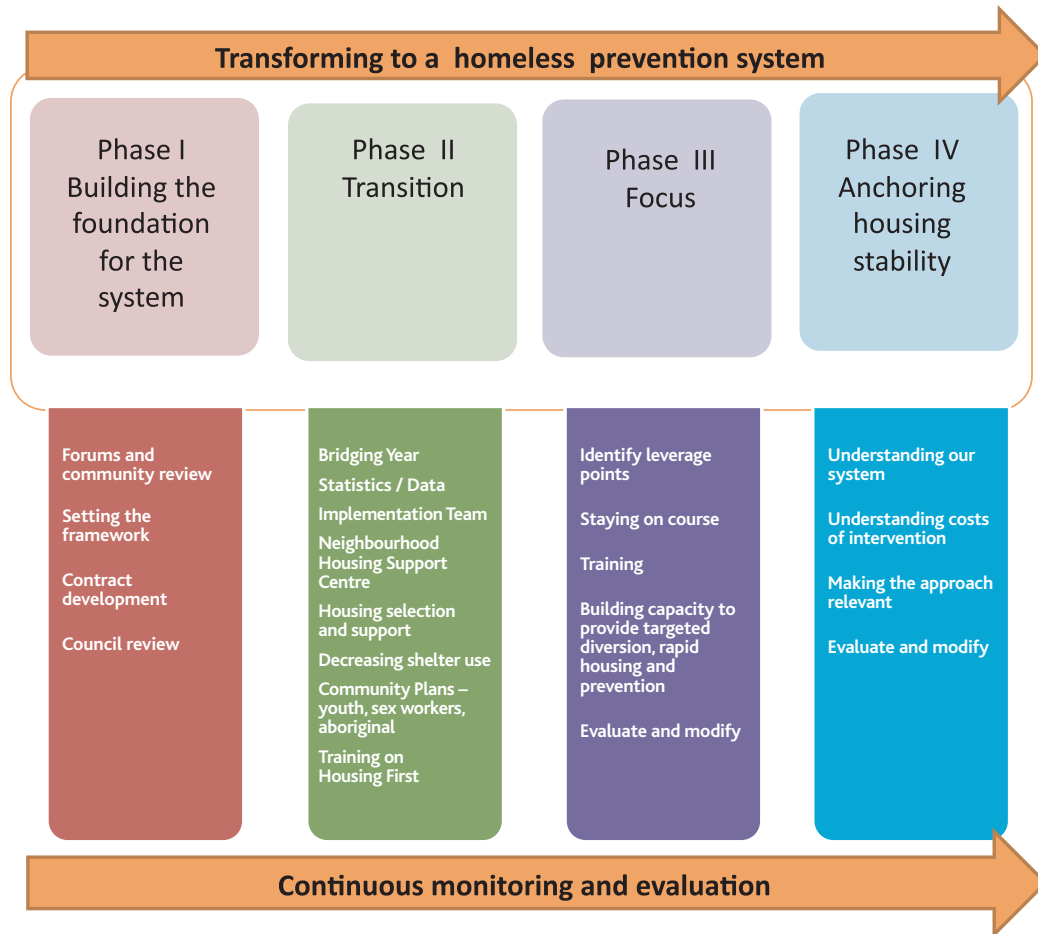 Transforming to a homeless prevention system
Phase I
Building the
foundation
for the
system
Phase II
Transition
Phase III
Focus
Phase IV
Anchoring
housing
stability
Forums and
community review
Setting the
framework
Contract
development
Council review
Bridging Year
Statistics / Data
Implementation Team
Neighbourhood
Housing Support
Centre
Housing selection
and support
Decreasing shelter use
Community Plans –
youth, sex workers,
aboriginal
Training on
Housing First
Identify leverage
points
Staying on course
Training
Building capacity to
provide targeted
diversion, rapid
housing and
prevention
Evaluate and modify
Understanding our
system
Understanding costs
of intervention
Making the approach
relevant
Evaluate and modify
Continuous monitoring and evaluation